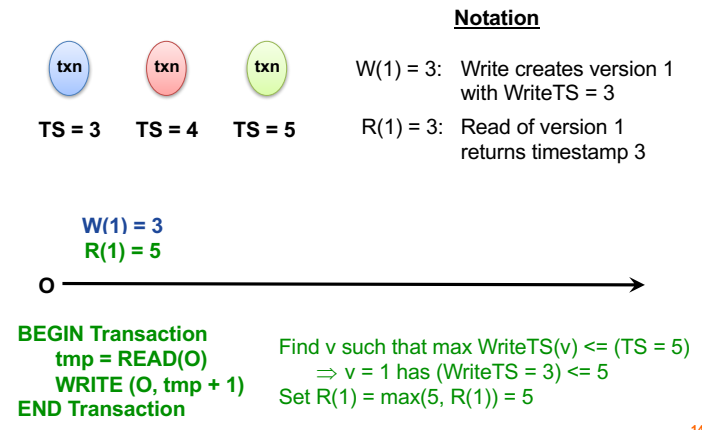 Notation
txn txn txn
W(1) = 3: Write creates version 1
with WriteTS = 3
TS = 3 TS = 4 TS = 5
R(1) = 3: Read of version 1
returns timestamp 3
W(1) = 3
R(1) = 5
O
BEGIN Transaction
tmp = READ(O)
WRITE (O, tmp + 1)
END Transaction
Find v such that max WriteTS(v) <= (TS = 5)
⇒ v = 1 has (WriteTS = 3) <= 5
Set R(1) = max(5, R(1)) = 5
14